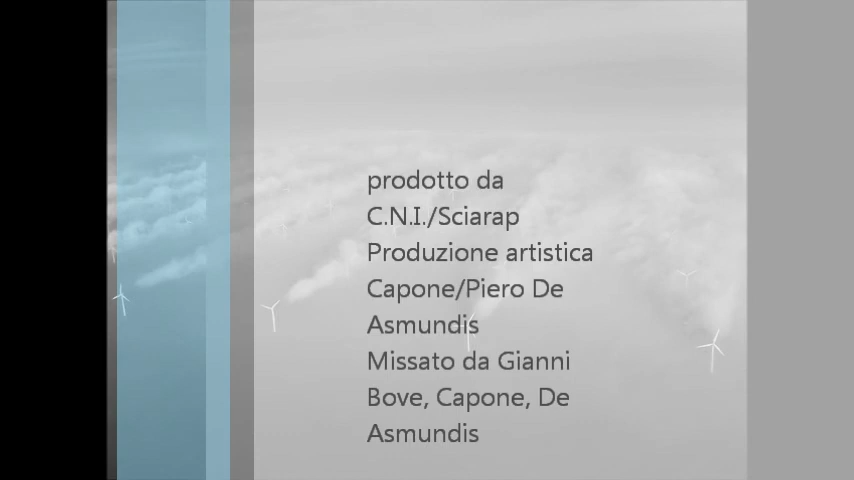 prodotto da
C.N.I./Sciarap
Produzione artistica
Capone/Piero De
Asmundis
Missato da Gianni
Bove, Capone, De
Asmundis